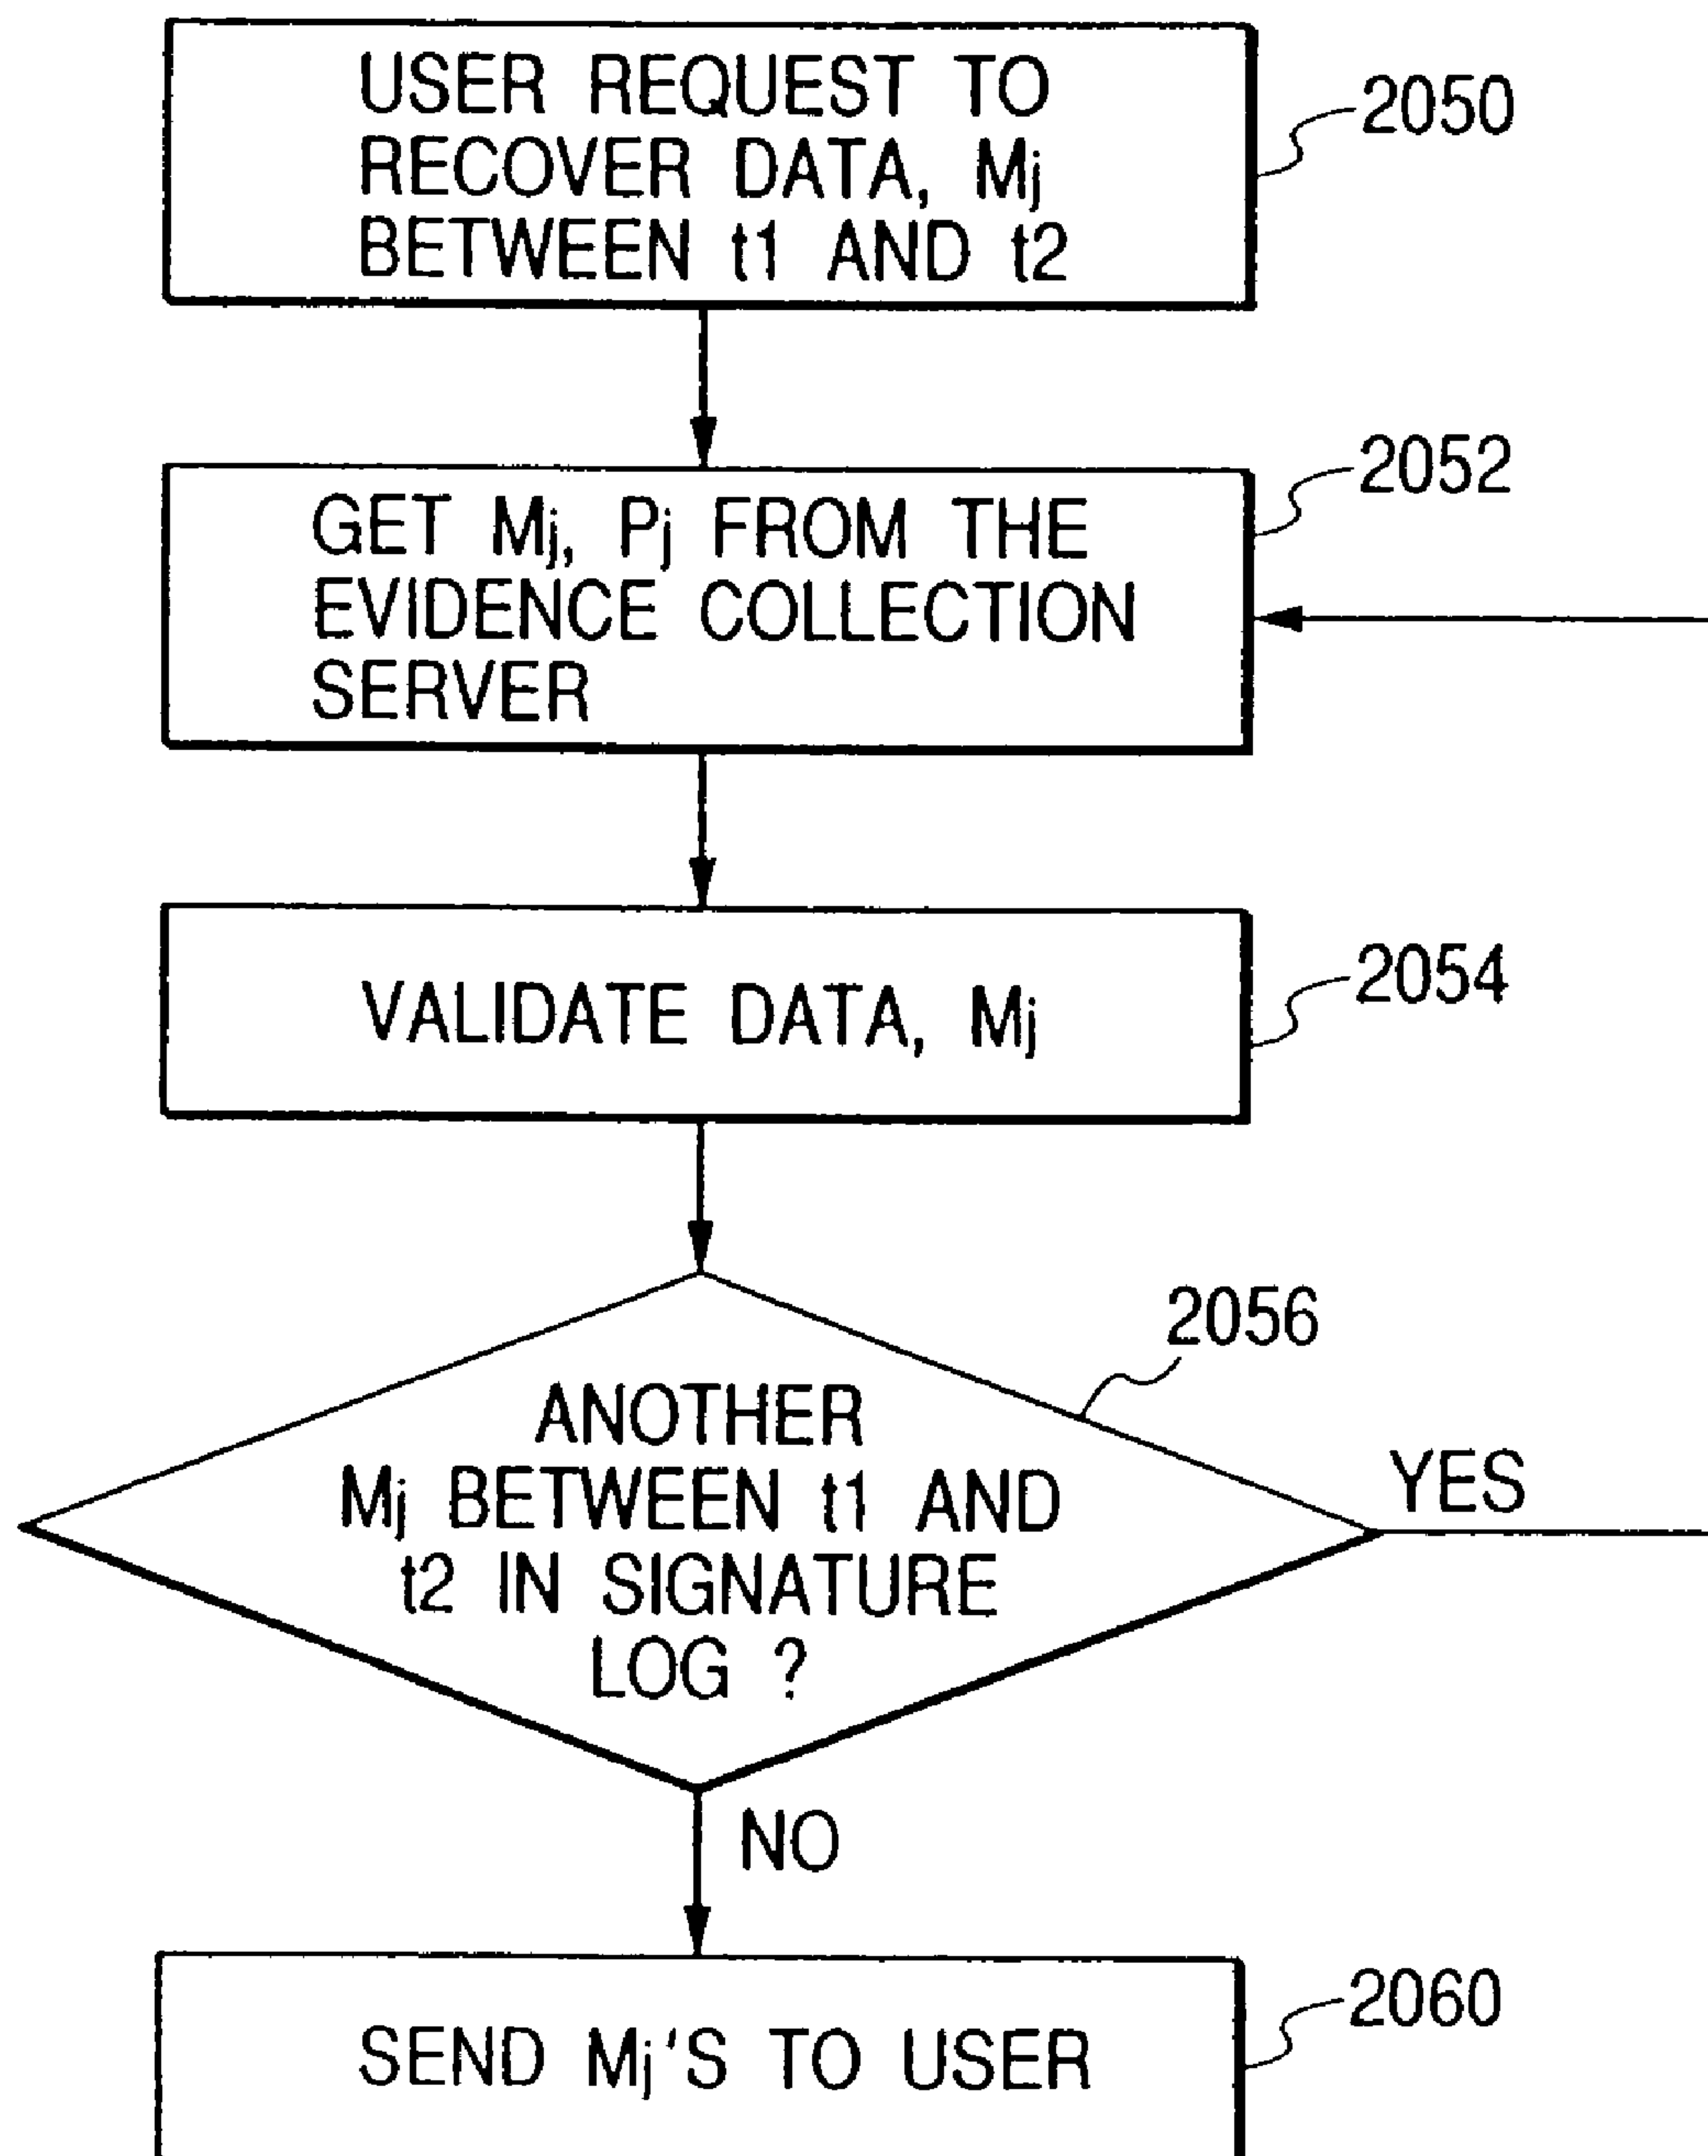 USER REQUEST TO
RECOVER DATA, Mj
BETWEEN t1 AND t2
2050
GET Mj, Pj FROM THE
EVIDENCE COLLECTION
SERVER
2052
VALIDATE DATA, Mj
2054
2056
ANOTHER
Mj BETWEEN t1 AND
t2 IN SIGNATURE
LOG ?
YES
NO
SEND Mj'S TO USER
2060